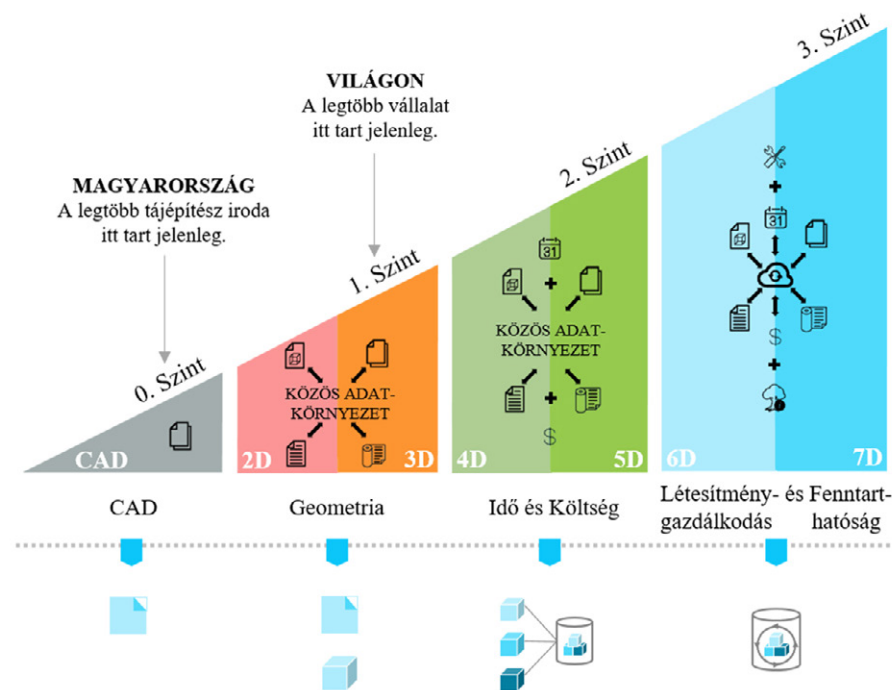 3. Szint
VILÁGON
A legtöbb vállalat
itt tart jelenleg.
2. Szint
MAGYARORSZÁG
A legtöbb tájépítész iroda
itt tart jelenleg.
1. Szint
0. Szint
31
31
KÖZÖS ADAT-
KÖRNYEZET
KÖZÖS ADAT-
KÖRNYEZET
$
$
CAD
2D
3D
4D
5D
6D
7D
CAD
Geometria
Idő és Költség
Létesítmény- és Fenntart-
gazdálkodás hatóság